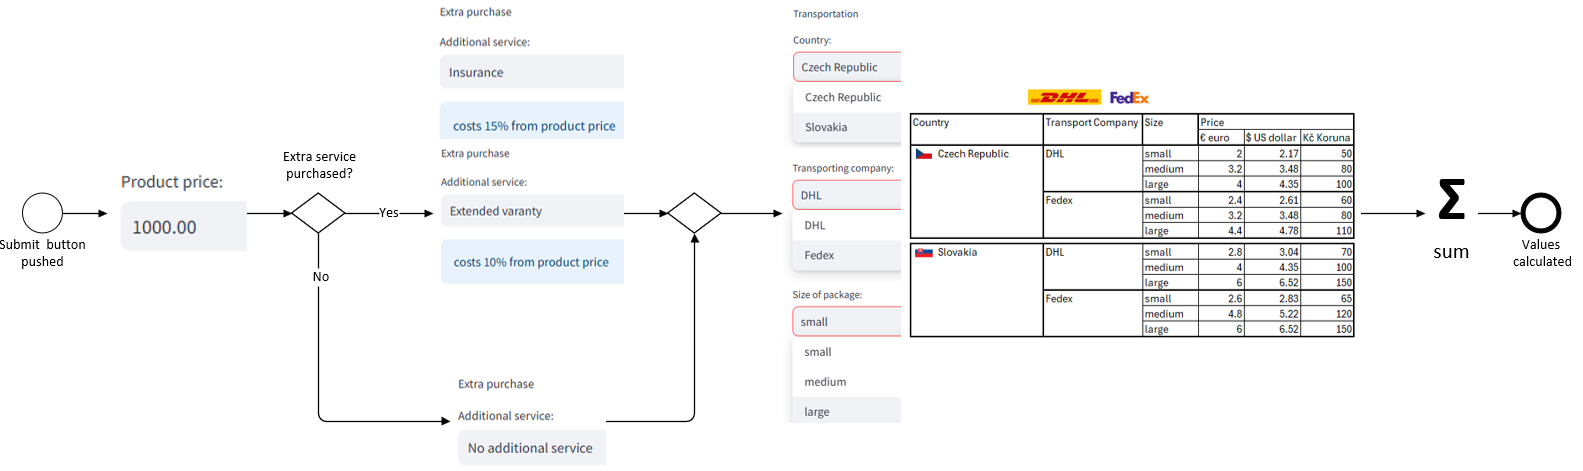 Submit button
pushed
Product price:
1000.00
Extra service
purchased?
Yes
No
Extra purchase
Additional service:
Insurance
costs 15% from product price
Extra purchase
Additional service:
Extended varanty
costs 10% from product price
Extra purchase
Additional service:
No additional service
Transportation
Country:
Czech Republic
Czech Republic
Slovakia
Transporting company:
DHL
DHL
Fedex
Size of package:
small
small
medium
large
DHL FedEx
Country Transport Company Size Price
€ euro $ US dollar Kč Koruna
Czech Republic DHL small 2 2.17 50
medium 3.2 3.48 80
large 4 4.35 100
Fedex small 2.4 2.61 60
medium 3.2 3.48 80
large 4.4 4.78 110
Slovakia DHL small 2.8 3.04 70
medium 4 4.35 100
large 6 6.52 150
Fedex small 2.6 2.83 65
medium 4.8 5.22 120
large 6 6.52 150
Σ
sum
Values
calculated